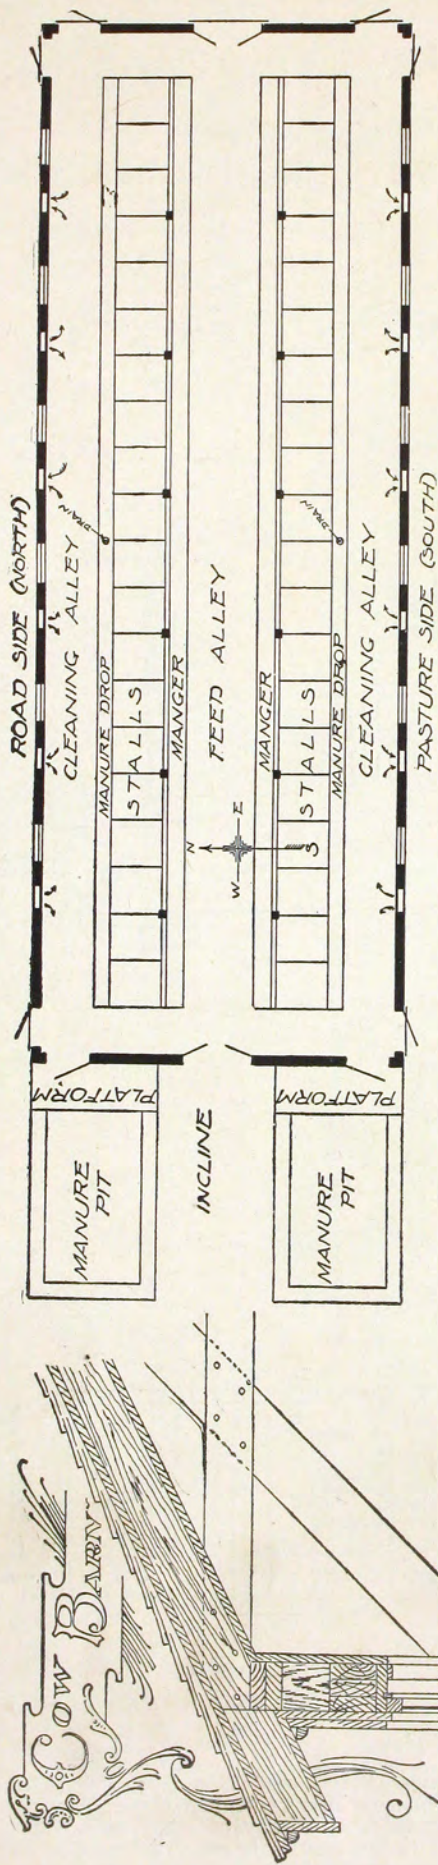 ROAD SIDE (NORTH)
CLEANING ALLEY
DRAIN
MANURE DROP
STALLS
MANGER
FEED ALLEY
N
W E
S
MANGER
STALLS
MANURE DROP
DRAIN
CLEANING ALLEY
PASTURE SIDE (SOUTH)
PLATFORM
MANURE
PIT
INCLINE
PLATFORM
MANURE
PIT
COW BARN